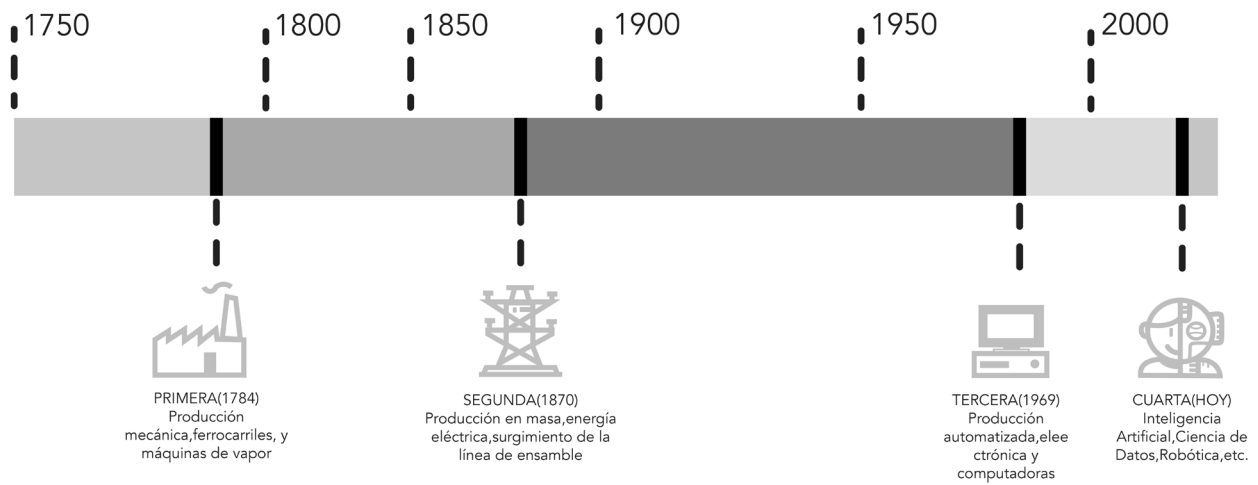 1750
1800
1850
1900
1950
2000
PRIMERA(1784)
Producción
mecánica,ferrocarriles, y
máquinas de vapor
SEGUNDA(1870)
Producción en masa,energía
eléctrica,surgimiento de la
línea de ensamble
TERCERA(1969)
Producción
automatizada,elee
ctrónica y
computadoras
CUARTA(HOY)
Inteligencia
Artificial,Ciencia de
Datos,Robótica,etc.